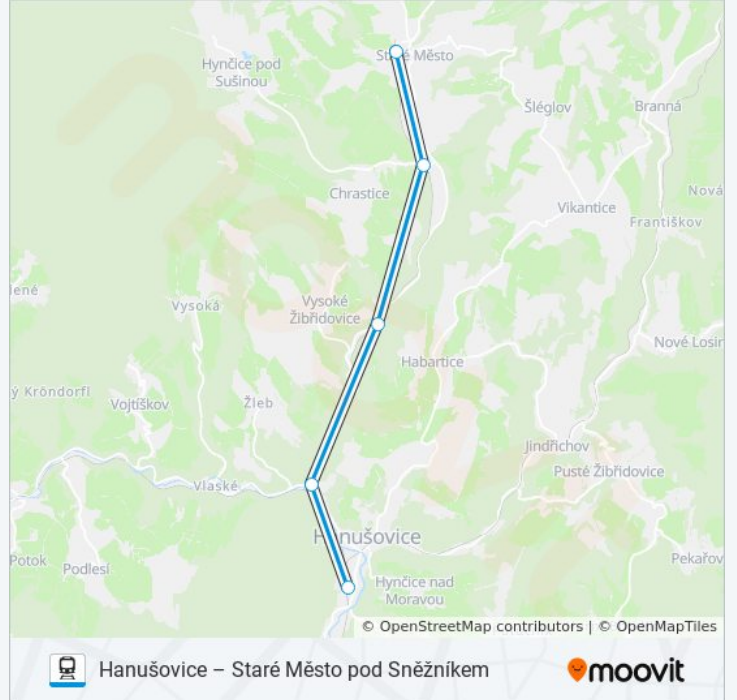 Staré Město
Hynčice pod
Sušinou
Šléglov
Branná
Chrastice
Nová
Vikantice
Františkov
lené
Vysoká
Vysoké
Žibřidovice
Nové Losin
Habartice
ý Kröndorfl
Vojtíškov
Žleb
Jindřichov
Pusté Žibřidovice
Vlaské
Hanušovice
Potok
Podlesí
Pekařov
Hynčice nad
Moravou
© OpenStreetMap contributors | © OpenMapTiles
Hanušovice – Staré Město pod Sněžníkem
moovit